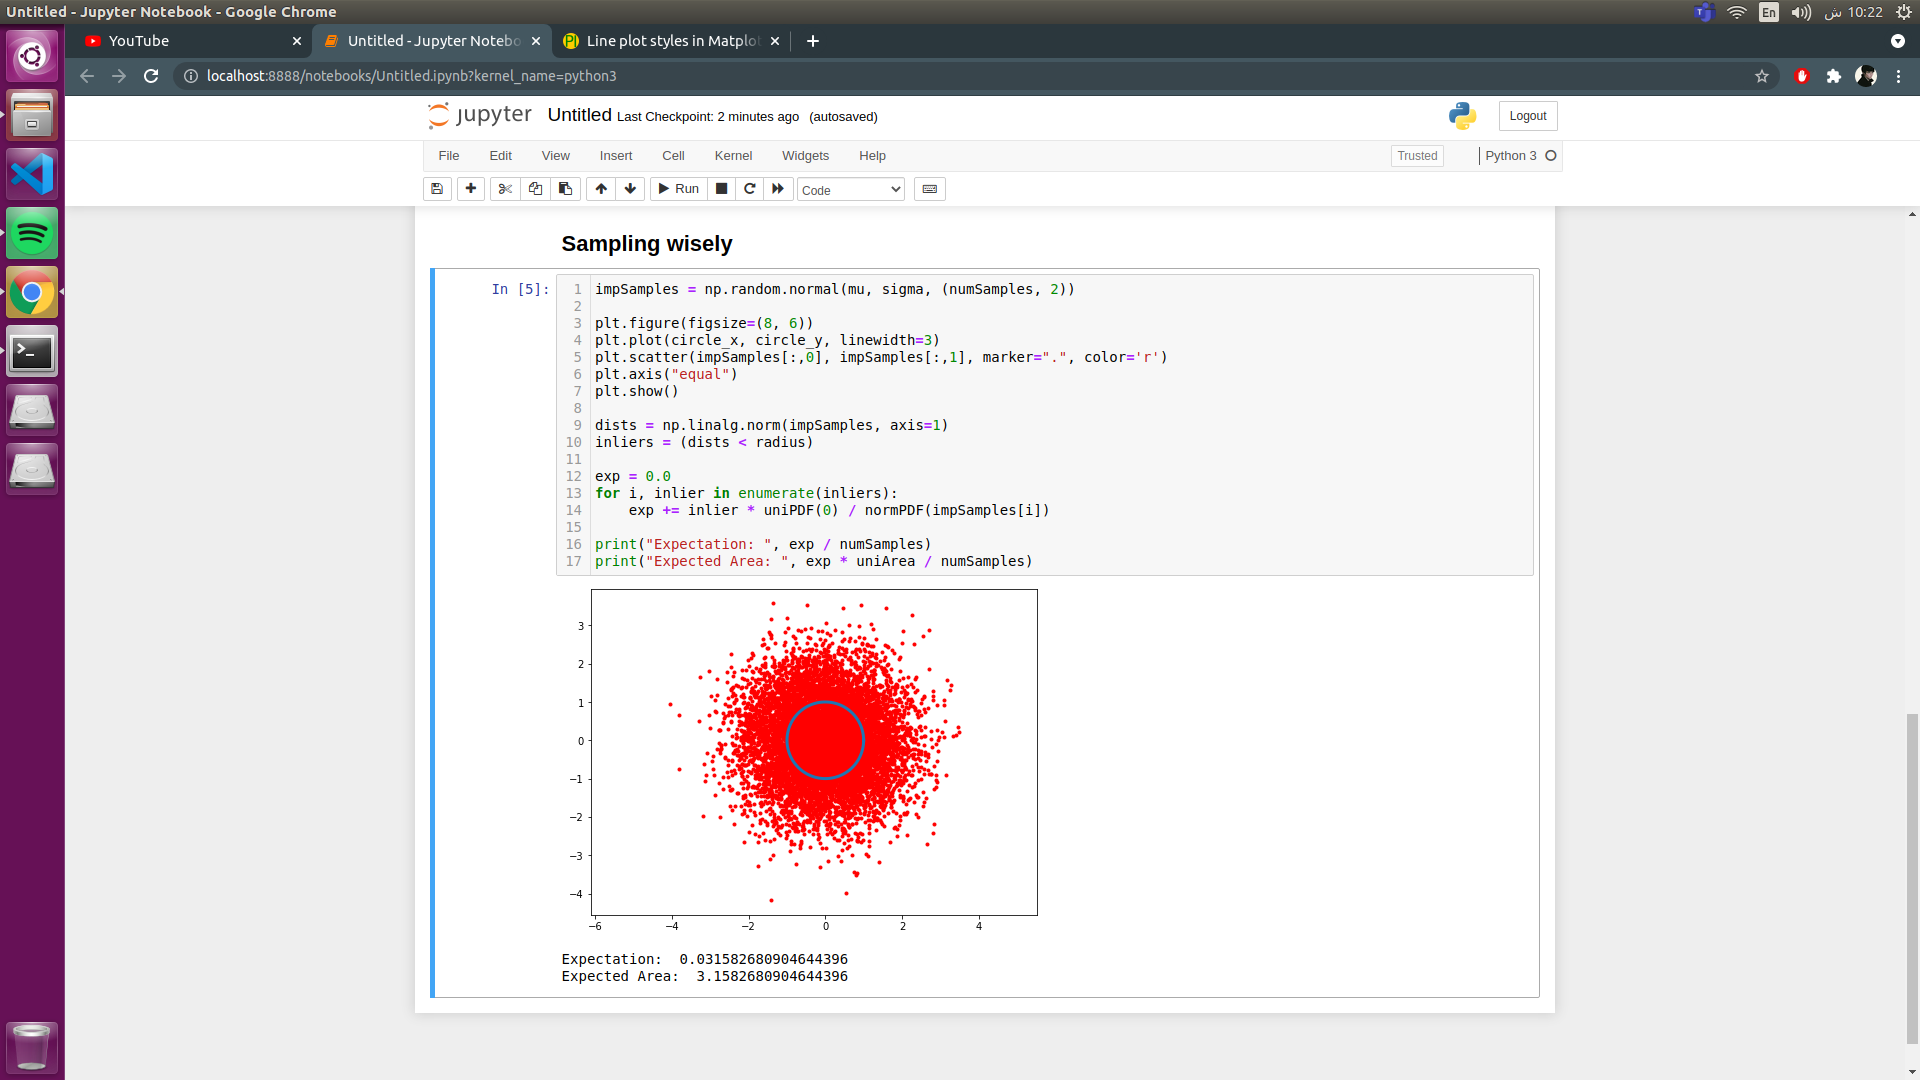 Untitled - Jupyter Notebook - Google Chrome
En
ش 10:22
YouTube
Untitled - Jupyter Notebo
Line plot styles in Matplot
localhost:8888/notebooks/Untitled.ipynb?kernel_name=python3
jupyter Untitled Last Checkpoint: 2 minutes ago (autosaved)
Logout
File Edit View Insert Cell Kernel Widgets Help
Trusted
Python 3
Run
Code
Sampling wisely
In [5]:
1 impSamples = np.random.normal(mu, sigma, (numSamples, 2))
2
3 plt.figure(figsize=(8, 6))
4 plt.plot(circle_x, circle_y, linewidth=3)
5 plt.scatter(impSamples[:,0], impSamples[:,1], marker=".", color='r')
6 plt.axis("equal")
7 plt.show()
8
9 dists = np.linalg.norm(impSamples, axis=1)
10 inliers = (dists < radius)
11
12 exp = 0.0
13 for i, inlier in enumerate(inliers):
14     exp += inlier * uniPDF(0) / normPDF(impSamples[i])
15
16 print("Expectation: ", exp / numSamples)
17 print("Expected Area: ", exp * uniArea / numSamples)
3
2
1
0
−1
−2
−3
−4
−6 −4 −2 0 2 4
Expectation:  0.031582680904644396
Expected Area:  3.1582680904644396